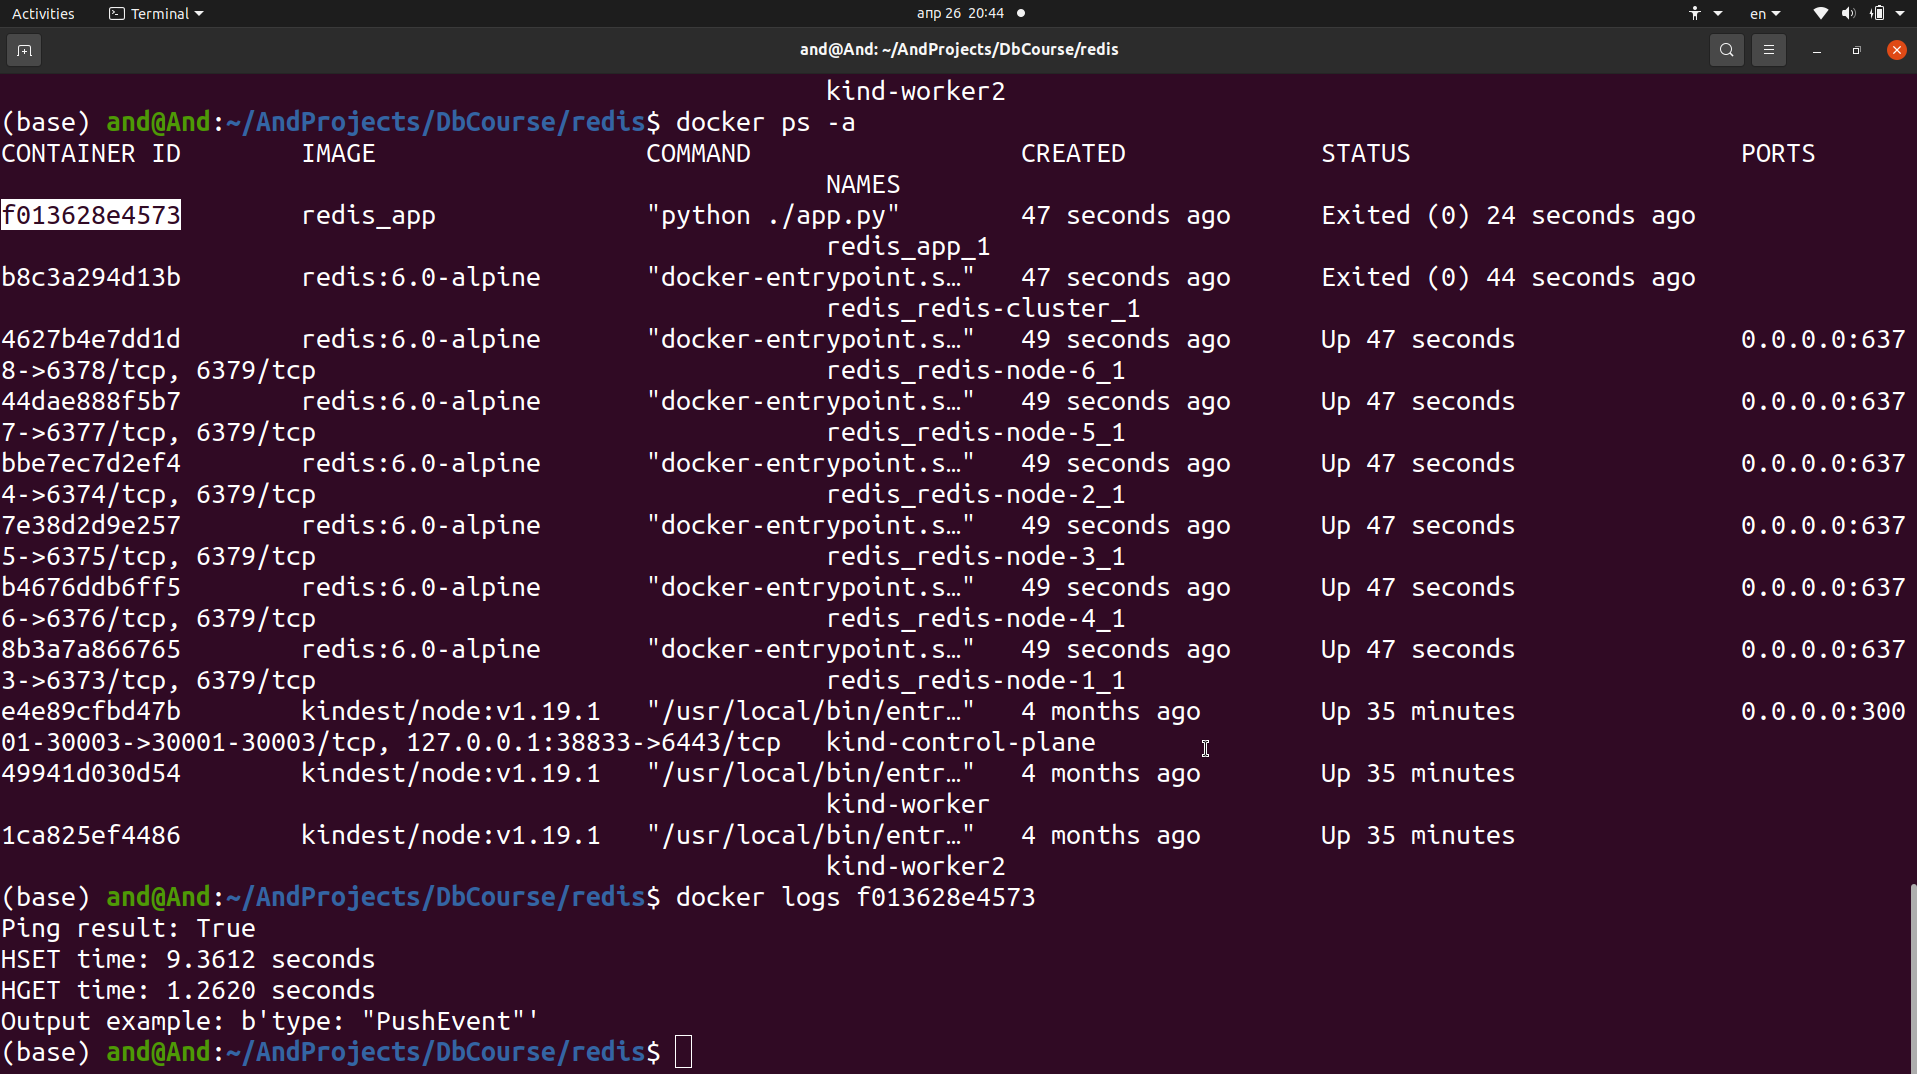 Activities Terminal апр 26 20:44 en
and@And: ~/AndProjects/DbCourse/redis
kind-worker2
(base) and@And:~/AndProjects/DbCourse/redis$ docker ps -a
CONTAINER ID IMAGE COMMAND CREATED STATUS PORTS
NAMES
f013628e4573 redis_app "python ./app.py" 47 seconds ago Exited (0) 24 seconds ago
redis_app_1
b8c3a294d13b redis:6.0-alpine "docker-entrypoint.s…" 47 seconds ago Exited (0) 44 seconds ago
redis_redis-cluster_1
4627b4e7dd1d redis:6.0-alpine "docker-entrypoint.s…" 49 seconds ago Up 47 seconds 0.0.0.0:637
8->6378/tcp, 6379/tcp redis_redis-node-6_1
44dae888f5b7 redis:6.0-alpine "docker-entrypoint.s…" 49 seconds ago Up 47 seconds 0.0.0.0:637
7->6377/tcp, 6379/tcp redis_redis-node-5_1
bbe7ec7d2ef4 redis:6.0-alpine "docker-entrypoint.s…" 49 seconds ago Up 47 seconds 0.0.0.0:637
4->6374/tcp, 6379/tcp redis_redis-node-2_1
7e38d2d9e257 redis:6.0-alpine "docker-entrypoint.s…" 49 seconds ago Up 47 seconds 0.0.0.0:637
5->6375/tcp, 6379/tcp redis_redis-node-3_1
b4676ddb6ff5 redis:6.0-alpine "docker-entrypoint.s…" 49 seconds ago Up 47 seconds 0.0.0.0:637
6->6376/tcp, 6379/tcp redis_redis-node-4_1
8b3a7a866765 redis:6.0-alpine "docker-entrypoint.s…" 49 seconds ago Up 47 seconds 0.0.0.0:637
3->6373/tcp, 6379/tcp redis_redis-node-1_1
e4e89cfbd47b kindest/node:v1.19.1 "/usr/local/bin/entr…" 4 months ago Up 35 minutes 0.0.0.0:300
01-30003->30001-30003/tcp, 127.0.0.1:38833->6443/tcp kind-control-plane
49941d030d54 kindest/node:v1.19.1 "/usr/local/bin/entr…" 4 months ago Up 35 minutes
kind-worker
1ca825ef4486 kindest/node:v1.19.1 "/usr/local/bin/entr…" 4 months ago Up 35 minutes
kind-worker2
(base) and@And:~/AndProjects/DbCourse/redis$ docker logs f013628e4573
Ping result: True
HSET time: 9.3612 seconds
HGET time: 1.2620 seconds
Output example: b'type: "PushEvent"'
(base) and@And:~/AndProjects/DbCourse/redis$